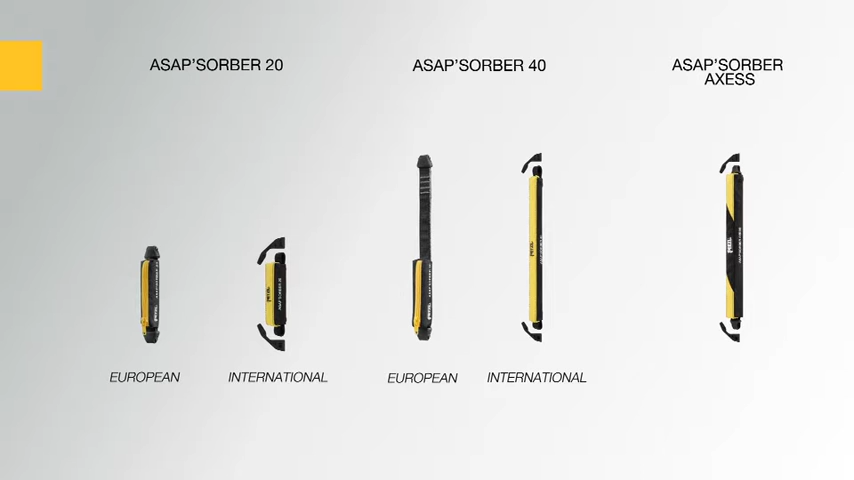 ASAP'SORBER 20
ASAP'SORBER 40
ASAP'SORBER
AXESS
EUROPEAN
INTERNATIONAL
EUROPEAN
INTERNATIONAL